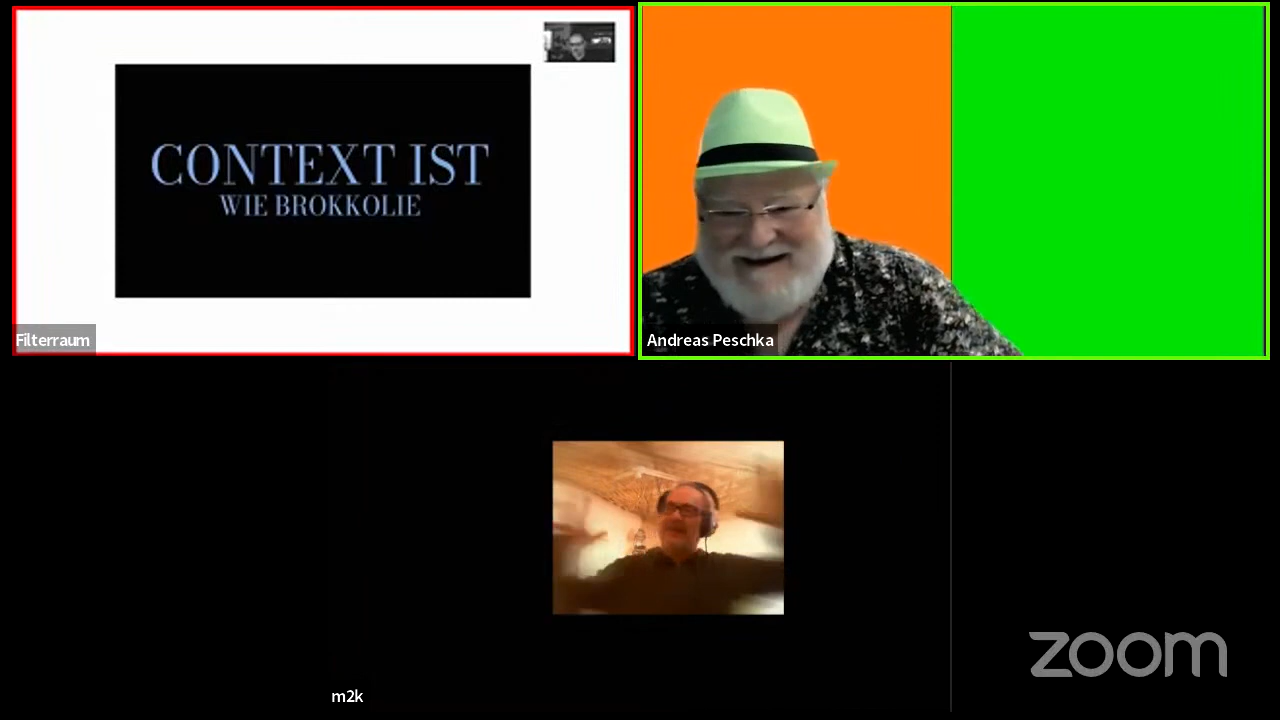 CONTEXT IST
WIE BROKKOLIE
Filterraum
Andreas Peschka
m2k
zoom